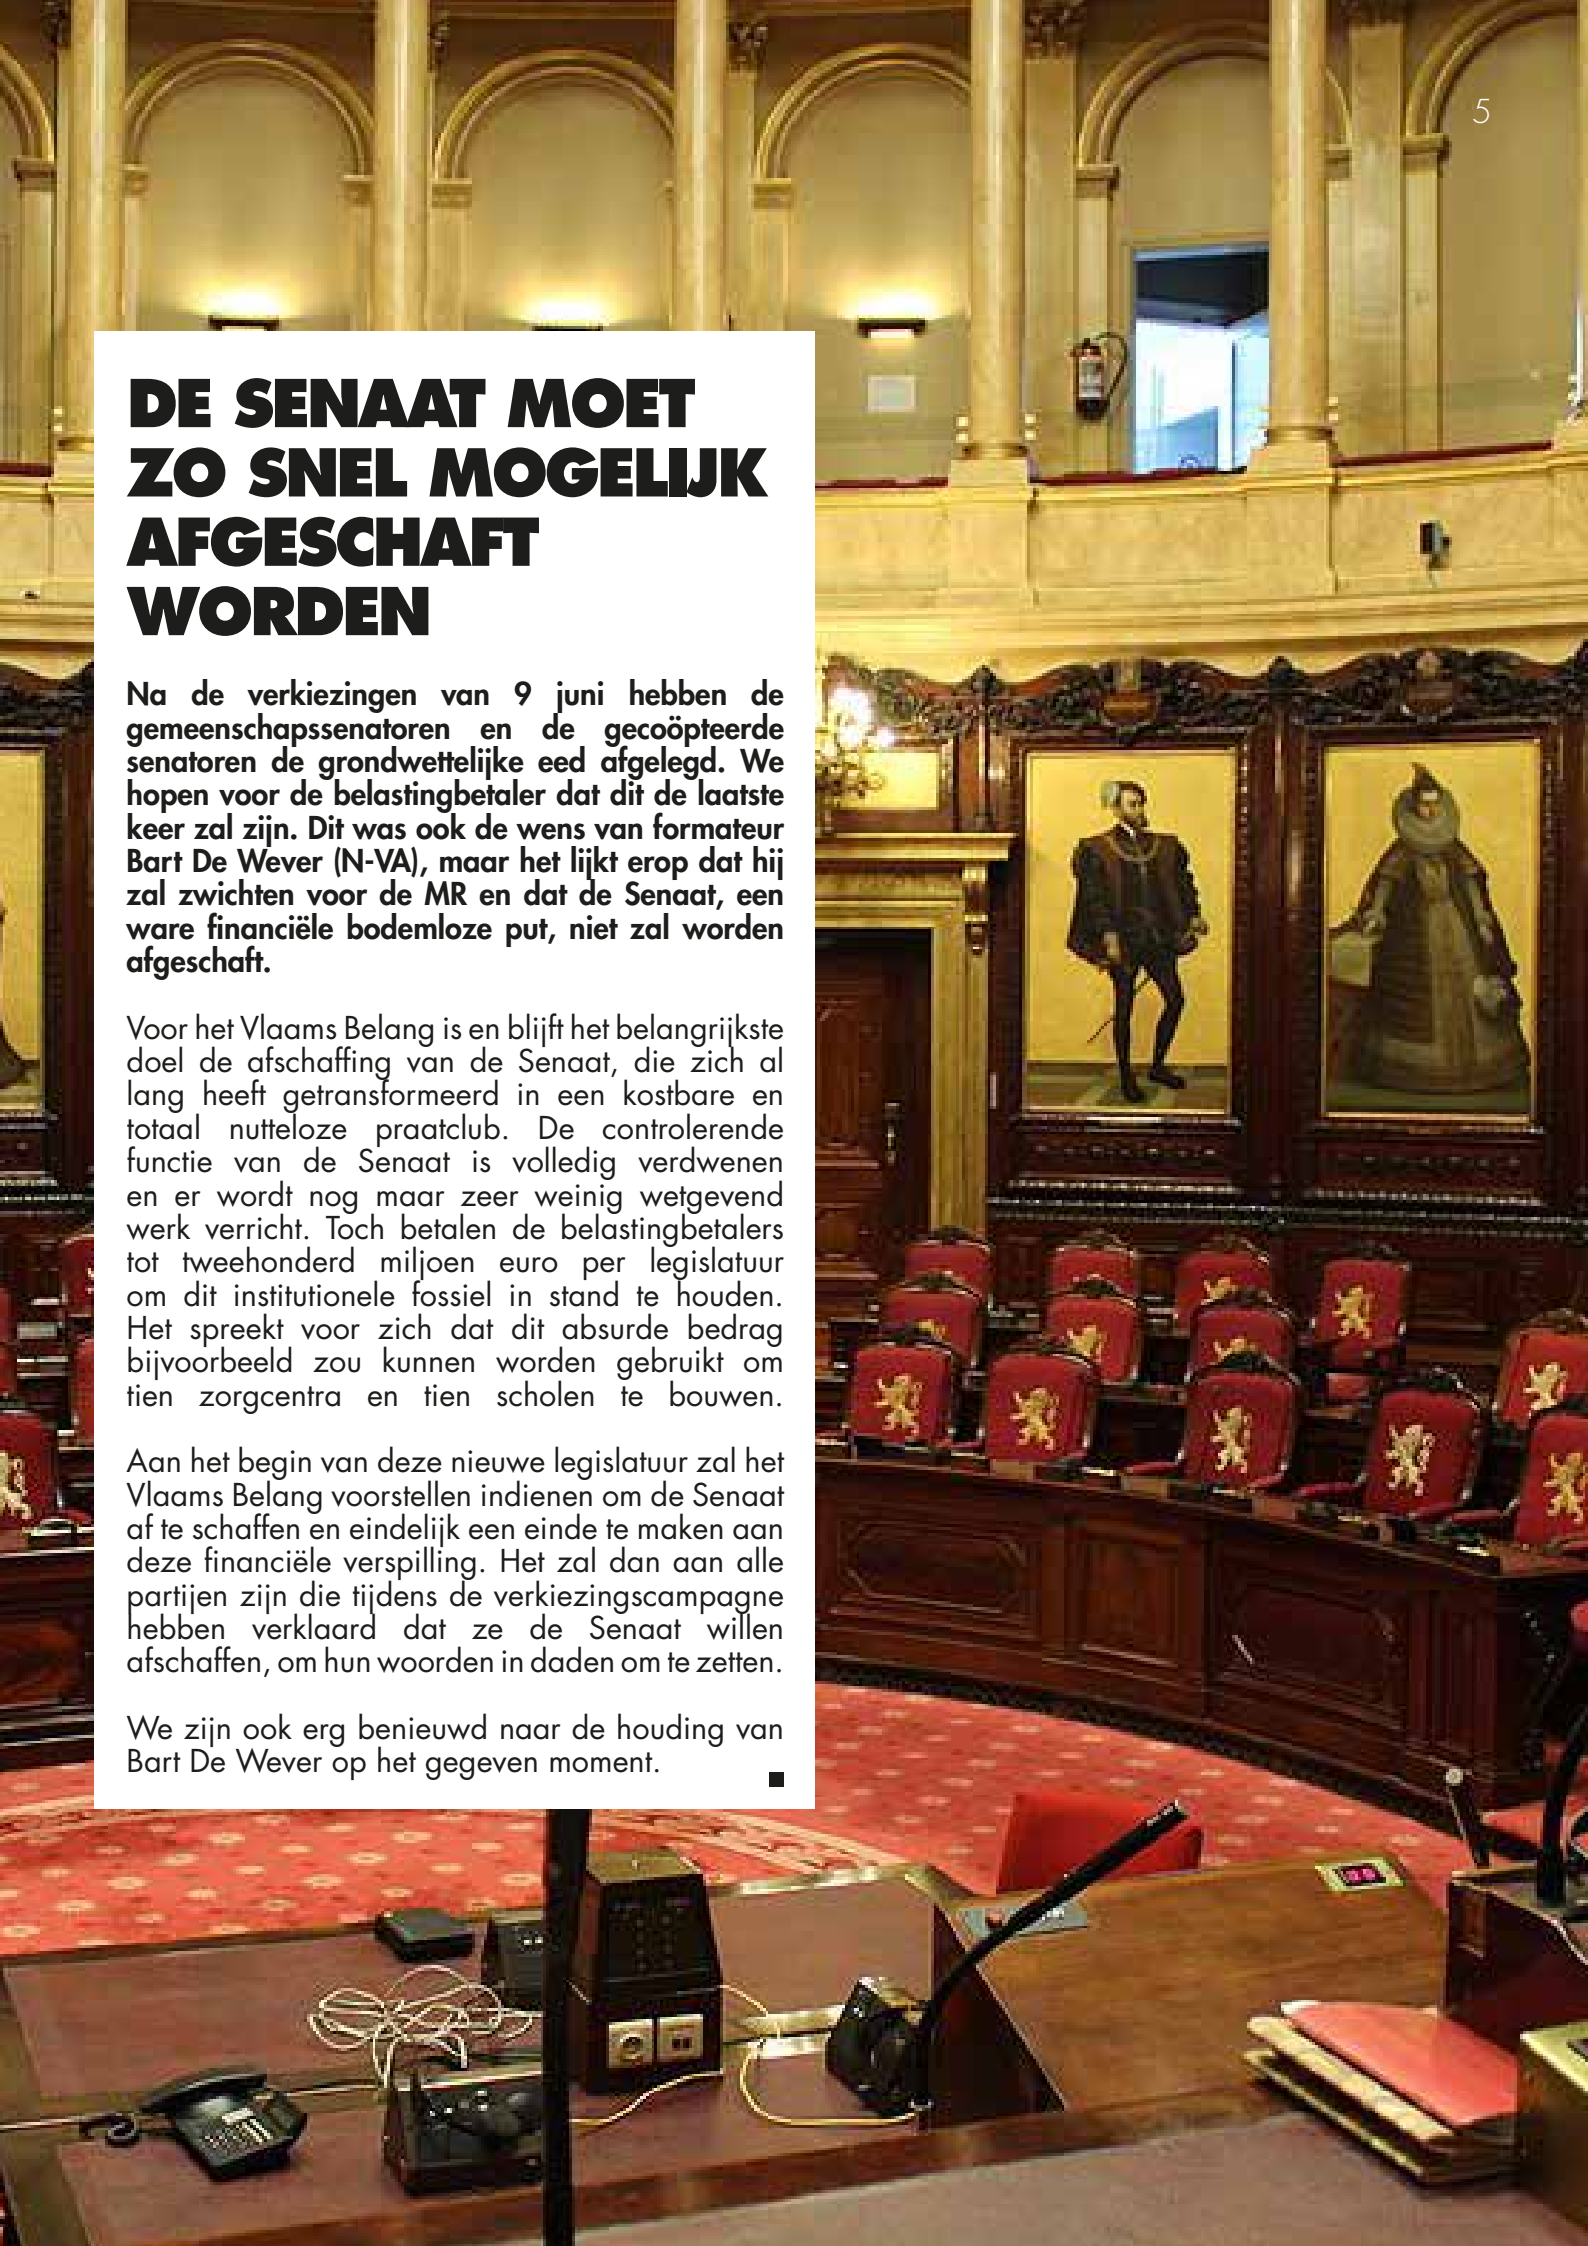 5
DE SENAAT MOET
ZO SNEL MOGELIJK
AFGESCHAFT
WORDEN
Na de verkiezingen van 9 juni hebben de
gemeenschapssenatoren en de gecoöpteerde
senatoren de grondwettelijke eed afgelegd. We
hopen voor de belastingbetaler dat dit de laatste
keer zal zijn. Dit was ook de wens van formateur
Bart De Wever (N-VA), maar het lijkt erop dat hij
zal zwichten voor de MR en dat de Senaat, een
ware financiële bodemloze put, niet zal worden
afgeschaft.
Voor het Vlaams Belang is en blijft het belangrijkste
doel de afschaffing van de Senaat, die zich al
lang heeft getransformeerd in een kostbare en
totaal nutteloze praatclub. De controlerende
functie van de Senaat is volledig verdwenen
en er wordt nog maar zeer weinig wetgevend
werk verricht. Toch betalen de belastingbetalers
tot tweehonderd miljoen euro per legislatuur
om dit institutionele fossiel in stand te houden.
Het spreekt voor zich dat dit absurde bedrag
bijvoorbeeld zou kunnen worden gebruikt om
tien zorgcentra en tien scholen te bouwen.
Aan het begin van deze nieuwe legislatuur zal het
Vlaams Belang voorstellen indienen om de Senaat
af te schaffen en eindelijk een einde te maken aan
deze financiële verspilling. Het zal dan aan alle
partijen zijn die tijdens de verkiezingscampagne
hebben verklaard dat ze de Senaat willen
afschaffen, om hun woorden in daden om te zetten.
We zijn ook erg benieuwd naar de houding van
Bart De Wever op het gegeven moment.